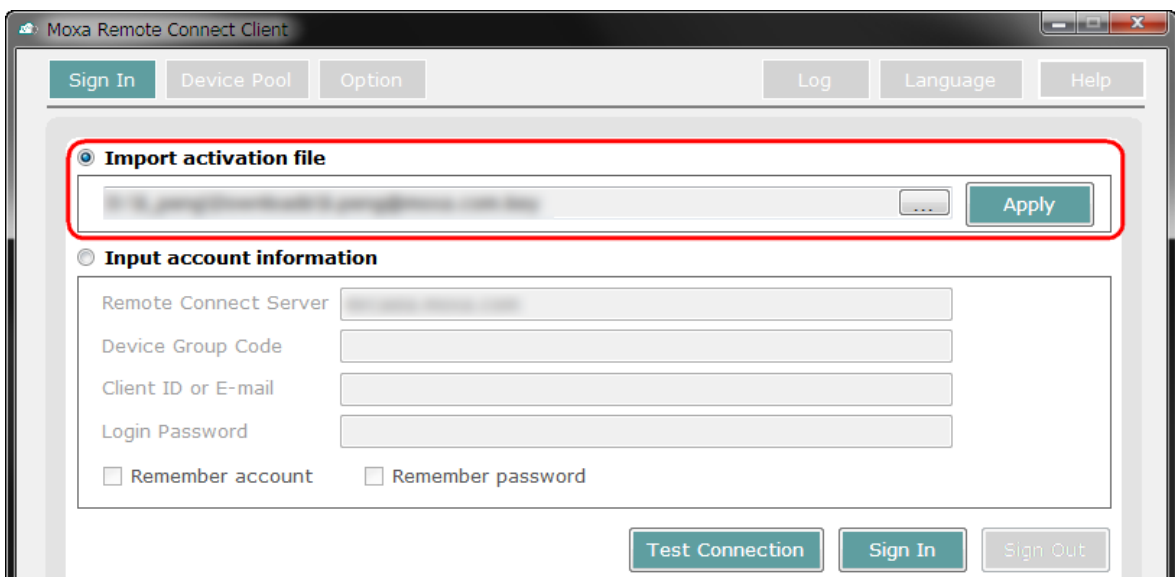 Moxa Remote Connect Client
Sign In Device Pool Option Log Language Help
Import activation file
... Apply
Input account information
Remote Connect Server
Device Group Code
Client ID or E-mail
Login Password
Remember account Remember password
Test Connection Sign In Sign Out